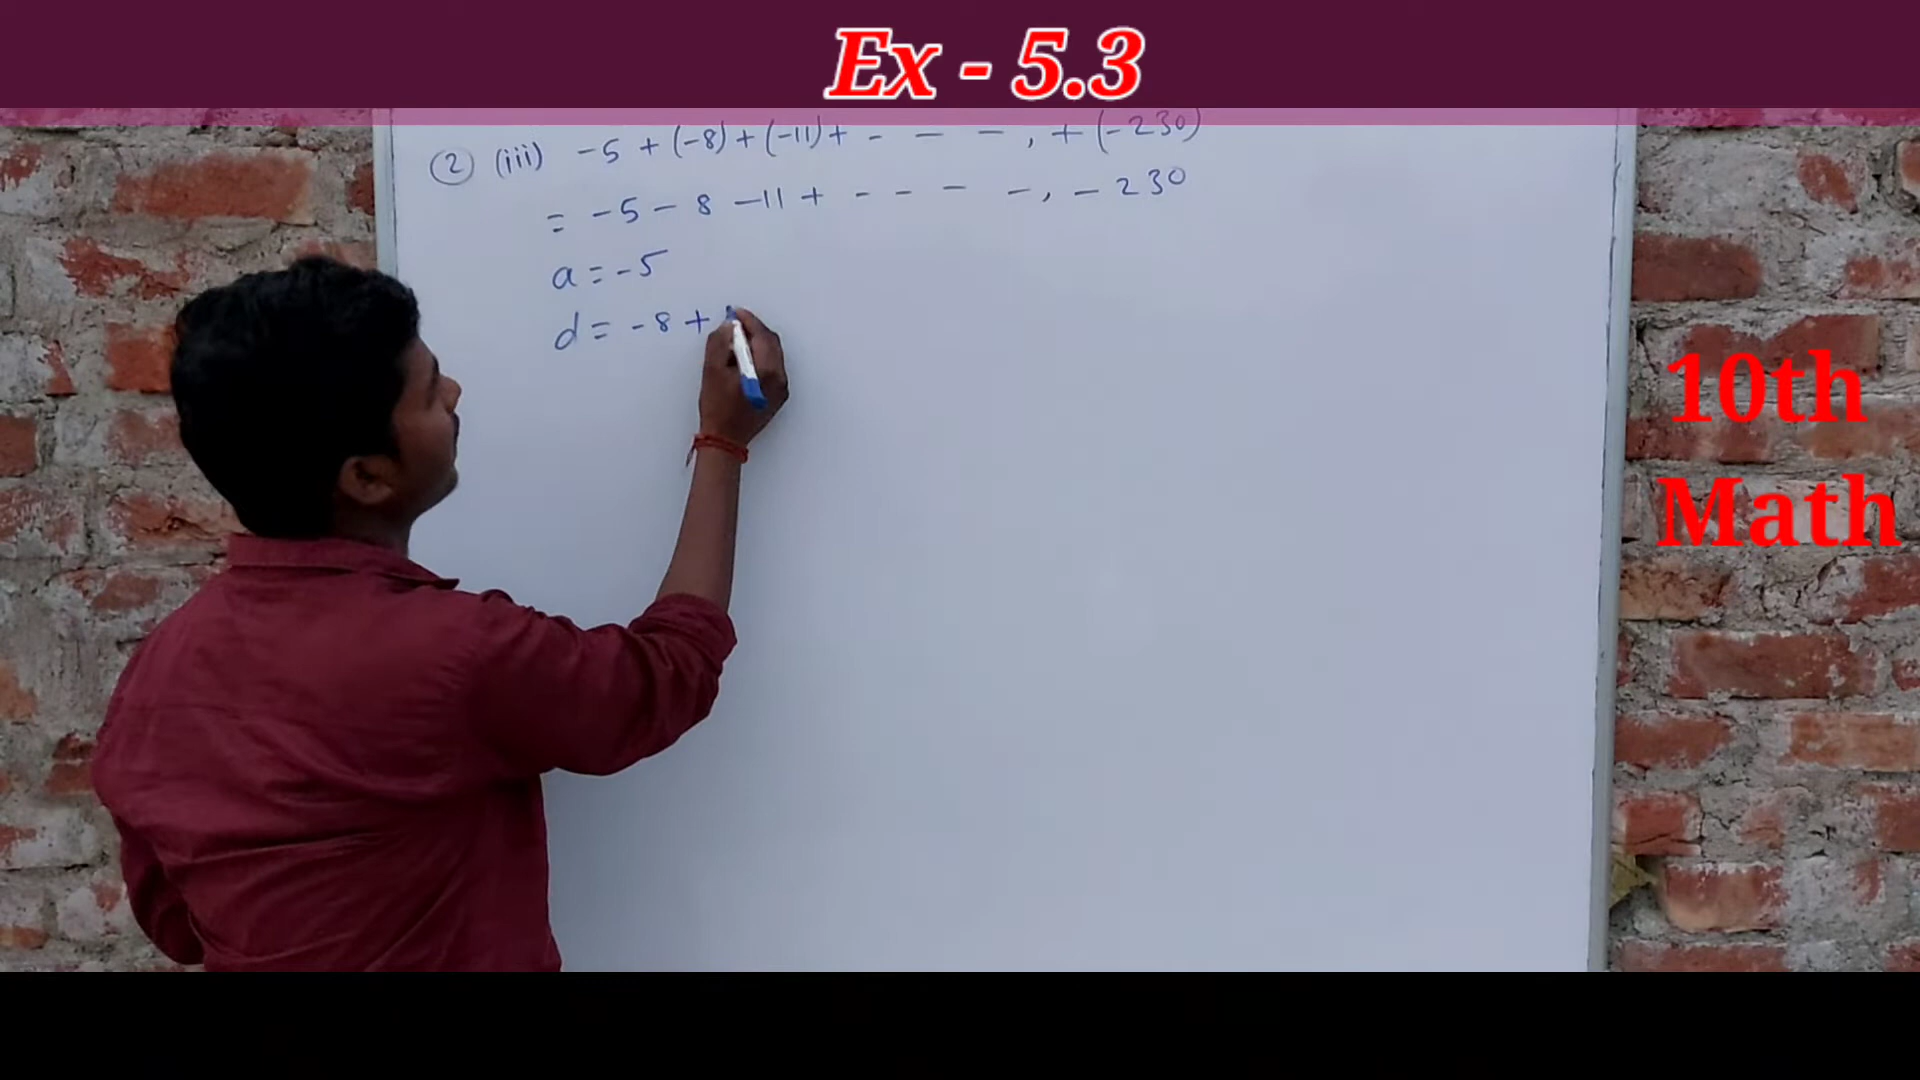 Ex - 5.3
② (iii) -5 + (-8) + (-11) + - - - , + (-230)
= -5 - 8 -11 + - - - - , - 230
a = -5
d = -8 +
10th
Math